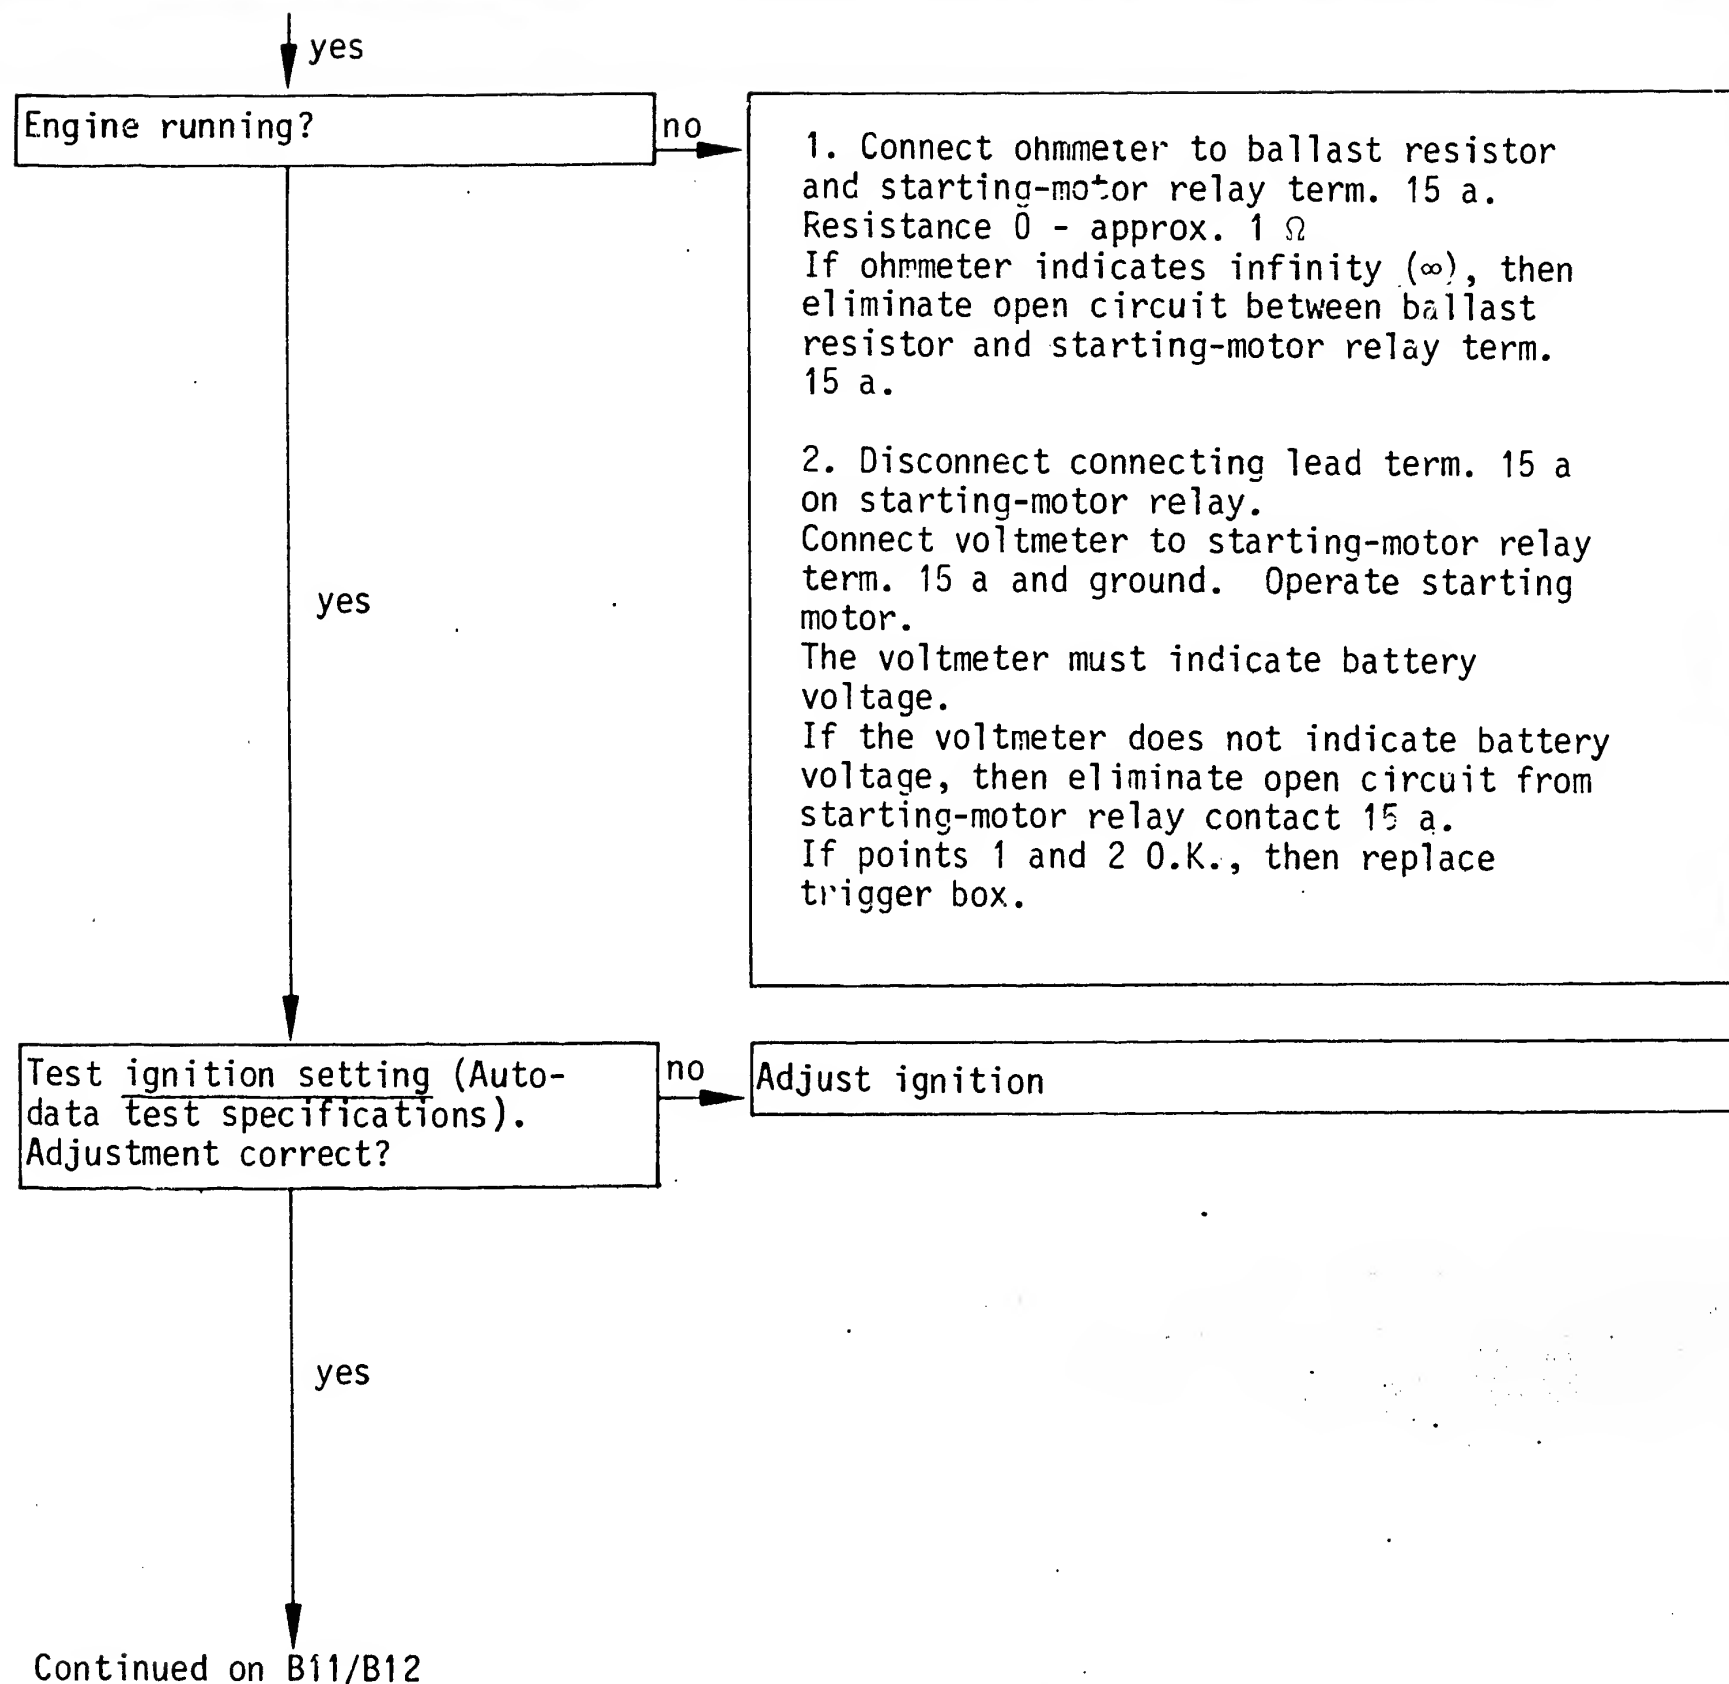 yes
Engine running?
no
1. Connect ohmmeter to ballast resistor
and starting-motor relay term. 15 a.
Resistance 0 - approx. 1 Ω
If ohmmeter indicates infinity (∞), then
eliminate open circuit between ballast
resistor and starting-motor relay term.
15 a.
2. Disconnect connecting lead term. 15 a
on starting-motor relay.
Connect voltmeter to starting-motor relay
term. 15 a and ground. Operate starting
motor.
The voltmeter must indicate battery
voltage.
If the voltmeter does not indicate battery
voltage, then eliminate open circuit from
starting-motor relay contact 15 a.
If points 1 and 2 O.K., then replace
trigger box.
yes
Test ignition setting (Auto-
data test specifications).
Adjustment correct?
no
Adjust ignition
yes
Continued on B11/B12